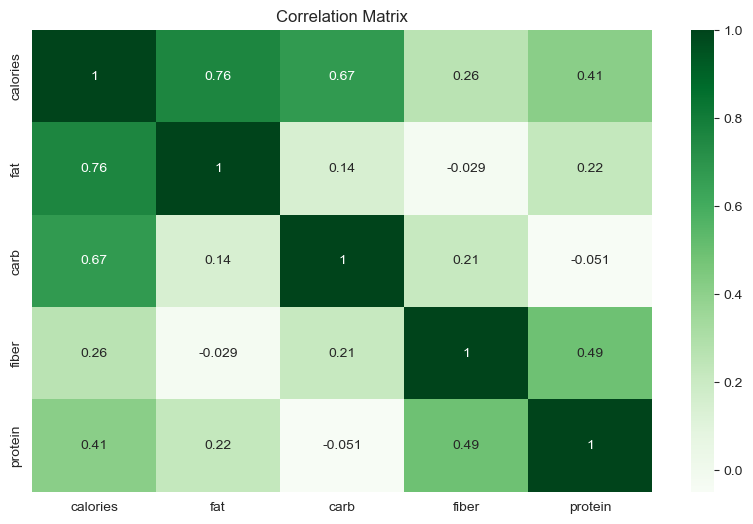 Correlation Matrix
calories 1 0.76 0.67 0.26 0.41
fat 0.76 1 0.14 -0.029 0.22
carb 0.67 0.14 1 0.21 -0.051
fiber 0.26 -0.029 0.21 1 0.49
protein 0.41 0.22 -0.051 0.49 1
calories fat carb fiber protein
1.0
0.8
0.6
0.4
0.2
0.0